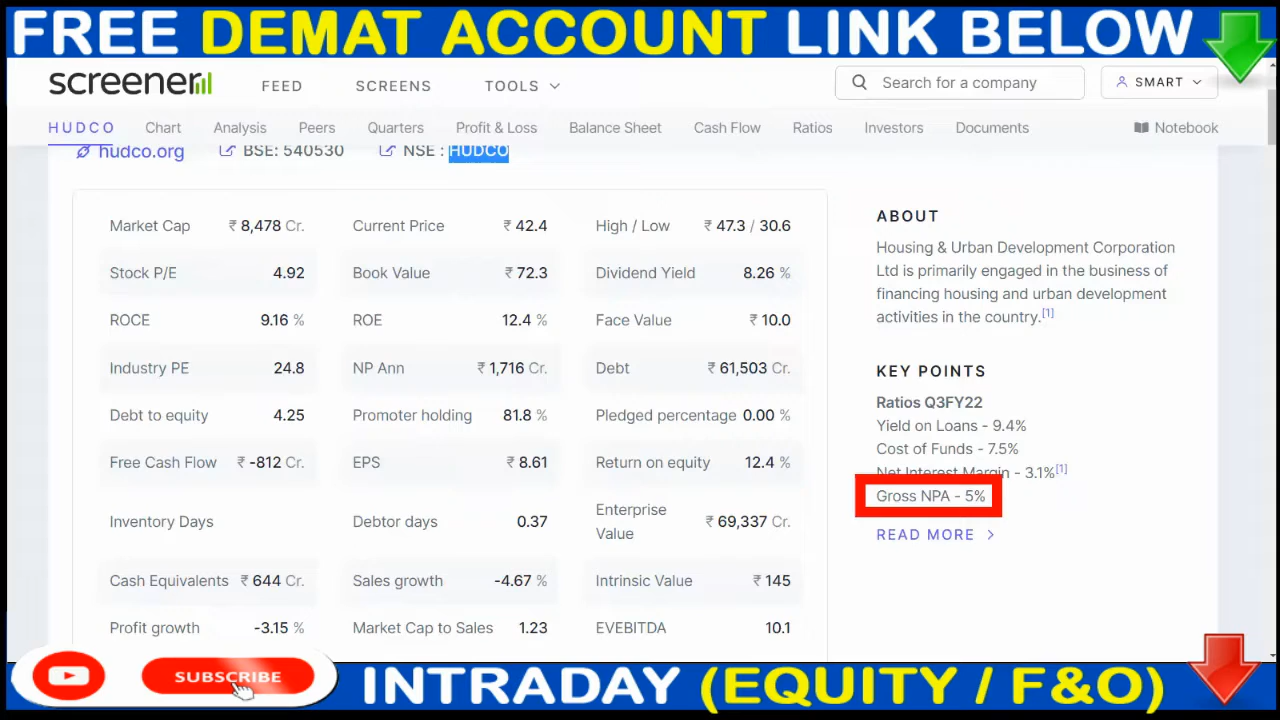 FREE DEMAT ACCOUNT LINK BELOW
screener FEED SCREENS TOOLS Search for a company SMART
HUDCO Chart Analysis Peers Quarters Profit & Loss Balance Sheet Cash Flow Ratios Investors Documents Notebook
hudco.org BSE: 540530 NSE : HUDCO
Market Cap ₹ 8,478 Cr. Current Price ₹ 42.4 High / Low ₹ 47.3 / 30.6
Stock P/E 4.92 Book Value ₹ 72.3 Dividend Yield 8.26 %
ROCE 9.16 % ROE 12.4 % Face Value ₹ 10.0
Industry PE 24.8 NP Ann ₹ 1,716 Cr. Debt ₹ 61,503 Cr.
Debt to equity 4.25 Promoter holding 81.8 % Pledged percentage 0.00 %
Free Cash Flow ₹ -812 Cr. EPS ₹ 8.61 Return on equity 12.4 %
Inventory Days Debtor days 0.37 Enterprise Value ₹ 69,337 Cr.
Cash Equivalents ₹ 644 Cr. Sales growth -4.67 % Intrinsic Value ₹ 145
Profit growth -3.15 % Market Cap to Sales 1.23 EVEBITDA 10.1
ABOUT
Housing & Urban Development Corporation
Ltd is primarily engaged in the business of
financing housing and urban development
activities in the country.[1]
KEY POINTS
Ratios Q3FY22
Yield on Loans - 9.4%
Cost of Funds - 7.5%
Net Interest Margin - 3.1%[1]
Gross NPA - 5%
READ MORE
SUBSCRIBE
INTRADAY (EQUITY / F&O)